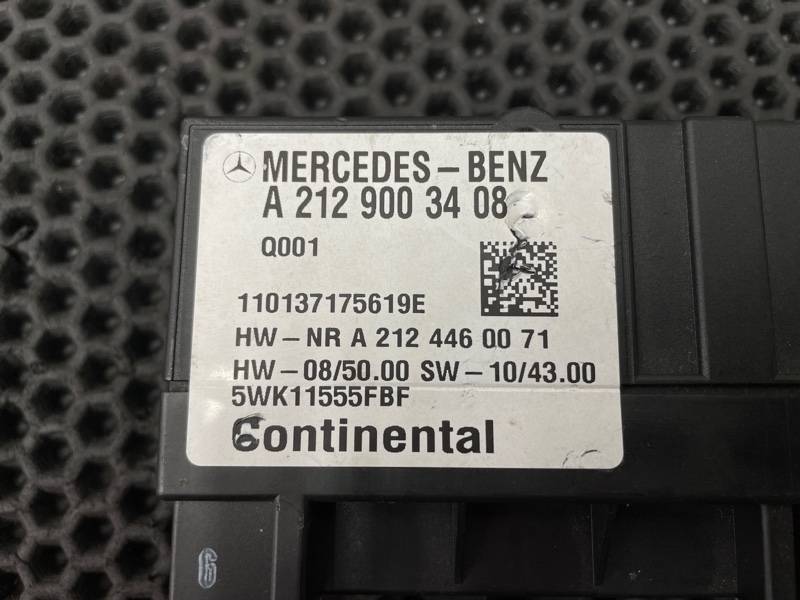 MERCEDES-BENZ
A 212 900 34 08
Q001
110137175619E
HW-NR A 212 446 00 71
HW-08/50.00 SW-10/43.00
5WK11555FBF
Continental